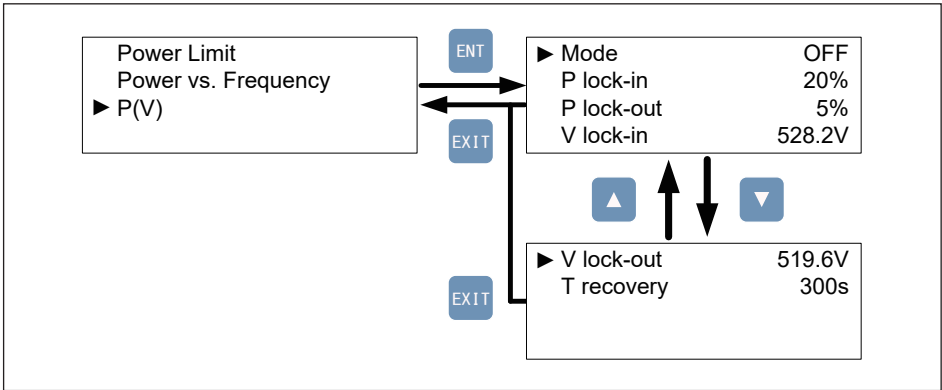 Power Limit
Power vs. Frequency
► P(V)
ENT
EXIT
► Mode OFF
P lock-in 20%
P lock-out 5%
V lock-in 528.2V
▲ ▼
EXIT
► V lock-out 519.6V
T recovery 300s